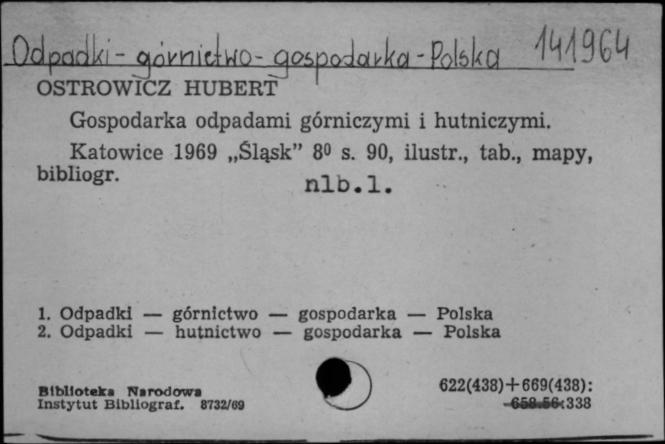 Odpadki - górnictwo - gospodarka - Polska 141964
OSTROWICZ HUBERT
Gospodarka odpadami górniczymi i hutniczymi.
Katowice 1969 „Śląsk” 8⁰ s. 90, ilustr., tab., mapy,
bibliogr. nlb.1.
1. Odpadki — górnictwo — gospodarka — Polska
2. Odpadki — hutnictwo — gospodarka — Polska
Biblioteka Narodowa 622(438)+669(438):
Instytut Bibliograf. 8732/69 658.56:338